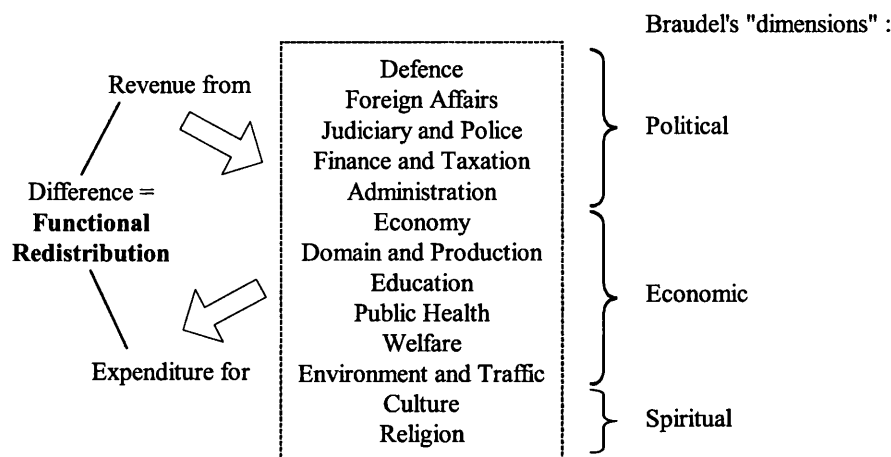 Braudel's "dimensions" :
Revenue from
Difference =
Functional
Redistribution
Expenditure for
Defence
Foreign Affairs
Judiciary and Police
Finance and Taxation
Administration
Economy
Domain and Production
Education
Public Health
Welfare
Environment and Traffic
Culture
Religion
Political
Economic
Spiritual